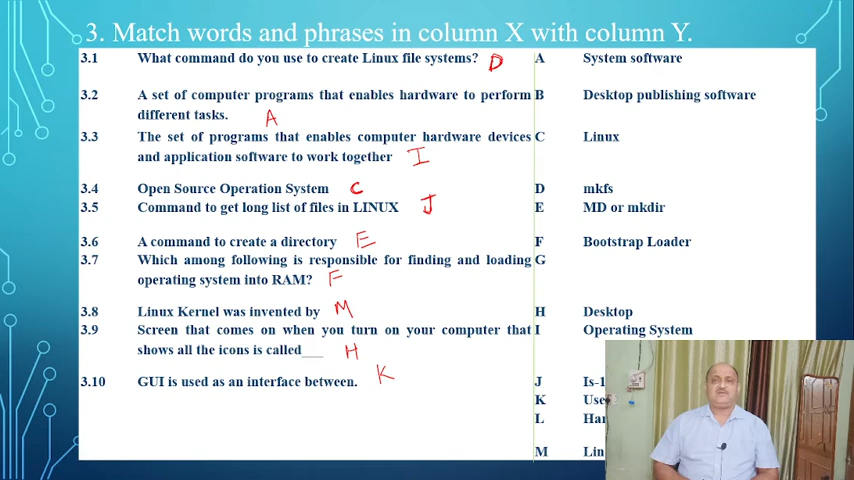 3. Match words and phrases in column X with column Y.
3.1 What command do you use to create Linux file systems? D A System software
3.2 A set of computer programs that enables hardware to perform B Desktop publishing software
different tasks. A
3.3 The set of programs that enables computer hardware devices C Linux
and application software to work together I
3.4 Open Source Operation System C D mkfs
3.5 Command to get long list of files in LINUX J E MD or mkdir
3.6 A command to create a directory E F Bootstrap Loader
3.7 Which among following is responsible for finding and loading G
operating system into RAM? F
3.8 Linux Kernel was invented by M H Desktop
3.9 Screen that comes on when you turn on your computer that I Operating System
shows all the icons is called___ H
3.10 GUI is used as an interface between. K J
K
L
M